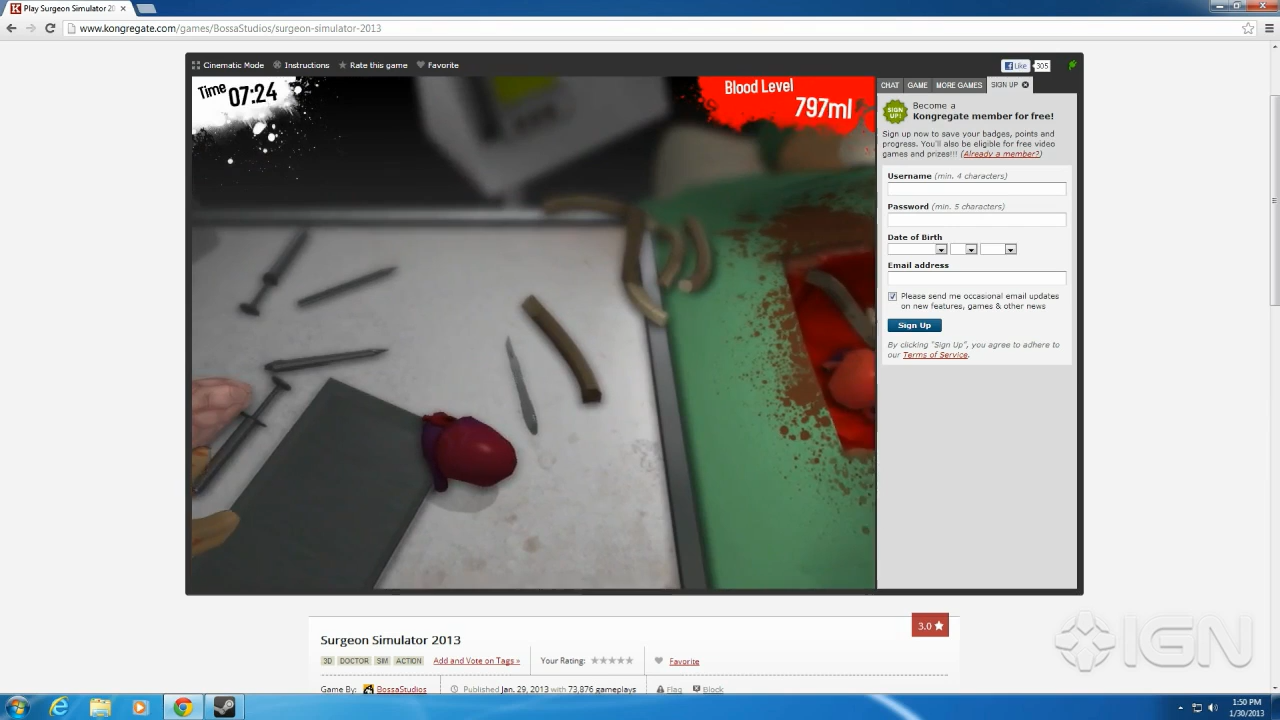 Play Surgeon Simulator 20
www.kongregate.com/games/BossaStudios/surgeon-simulator-2013
Cinematic Mode
Instructions
Rate this game
Favorite
Like
305
Time 07:24
Blood Level
797ml
CHAT
GAME
MORE GAMES
SIGN UP
SIGN UP!
Become a
Kongregate member for free!
Sign up now to save your badges, points and
progress. You'll also be eligible for free video
games and prizes!!! (Already a member?)
Username (min. 4 characters)
Password (min. 5 characters)
Date of Birth
Email address
Please send me occasional email updates
on new features, games & other news
Sign Up
By clicking "Sign Up", you agree to adhere to
our Terms of Service.
Surgeon Simulator 2013
3.0
3D
DOCTOR
SIM
ACTION
Add and Vote on Tags »
Your Rating:
Favorite
Game By: BossaStudios
Published Jan. 29, 2013 with 73,876 gameplays
Flag
Block
IGN
1:50 PM
1/30/2013